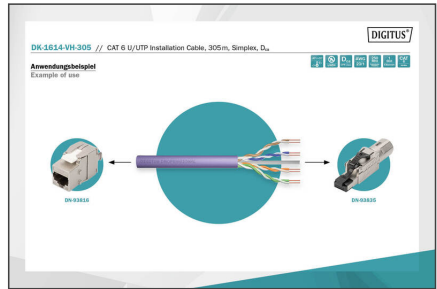 DIGITUS®
DK-1614-VH-305 // CAT 6 U/UTP Installation Cable, 305 m, Simplex, Dca
Anwendungsbeispiel
Example of use
DN-93816
DN-93835